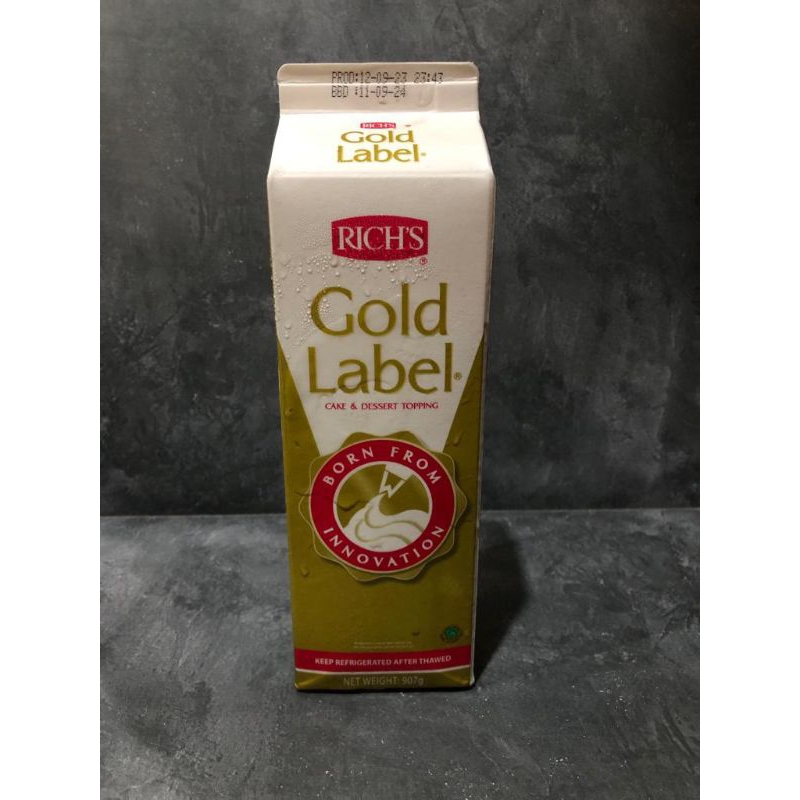 PROD:12-09-23 23:43
BBD :11-09-24
RICH'S
Gold
Label®
RICH'S®
Gold
Label®
CAKE & DESSERT TOPPING
BORN FROM
INNOVATION
KEEP REFRIGERATED AFTER THAWED
NET WEIGHT: 907g